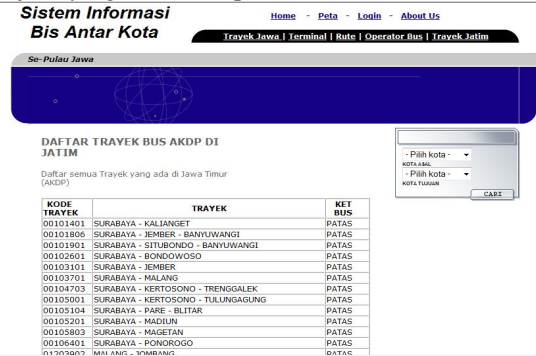 Sistem Informasi
Bis Antar Kota
Home - Peta - Login - About Us
Trayek Jawa | Terminal | Rute | Operator Bus | Trayek Jatim
Se-Pulau Jawa
DAFTAR TRAYEK BUS AKDP DI
JATIM
Daftar semua Trayek yang ada di Jawa Timur
(AKDP)
- Pilih kota -
KOTA ASAL
- Pilih kota -
KOTA TUJUAN
CARI
KODE TRAYEK TRAYEK KET BUS
00101401 SURABAYA - KALIANGET PATAS
00101806 SURABAYA - JEMBER - BANYUWANGI PATAS
00101901 SURABAYA - SITUBONDO - BANYUWANGI PATAS
00102601 SURABAYA - BONDOWOSO PATAS
00103101 SURABAYA - JEMBER PATAS
00103701 SURABAYA - MALANG PATAS
00104703 SURABAYA - KERTOSONO - TRENGGALEK PATAS
00105001 SURABAYA - KERTOSONO - TULUNGAGUNG PATAS
00105104 SURABAYA - PARE - BLITAR PATAS
00105201 SURABAYA - MADIUN PATAS
00105803 SURABAYA - MAGETAN PATAS
00106401 SURABAYA - PONOROGO PATAS
01203902 MALANG - JOMBANG PATAS